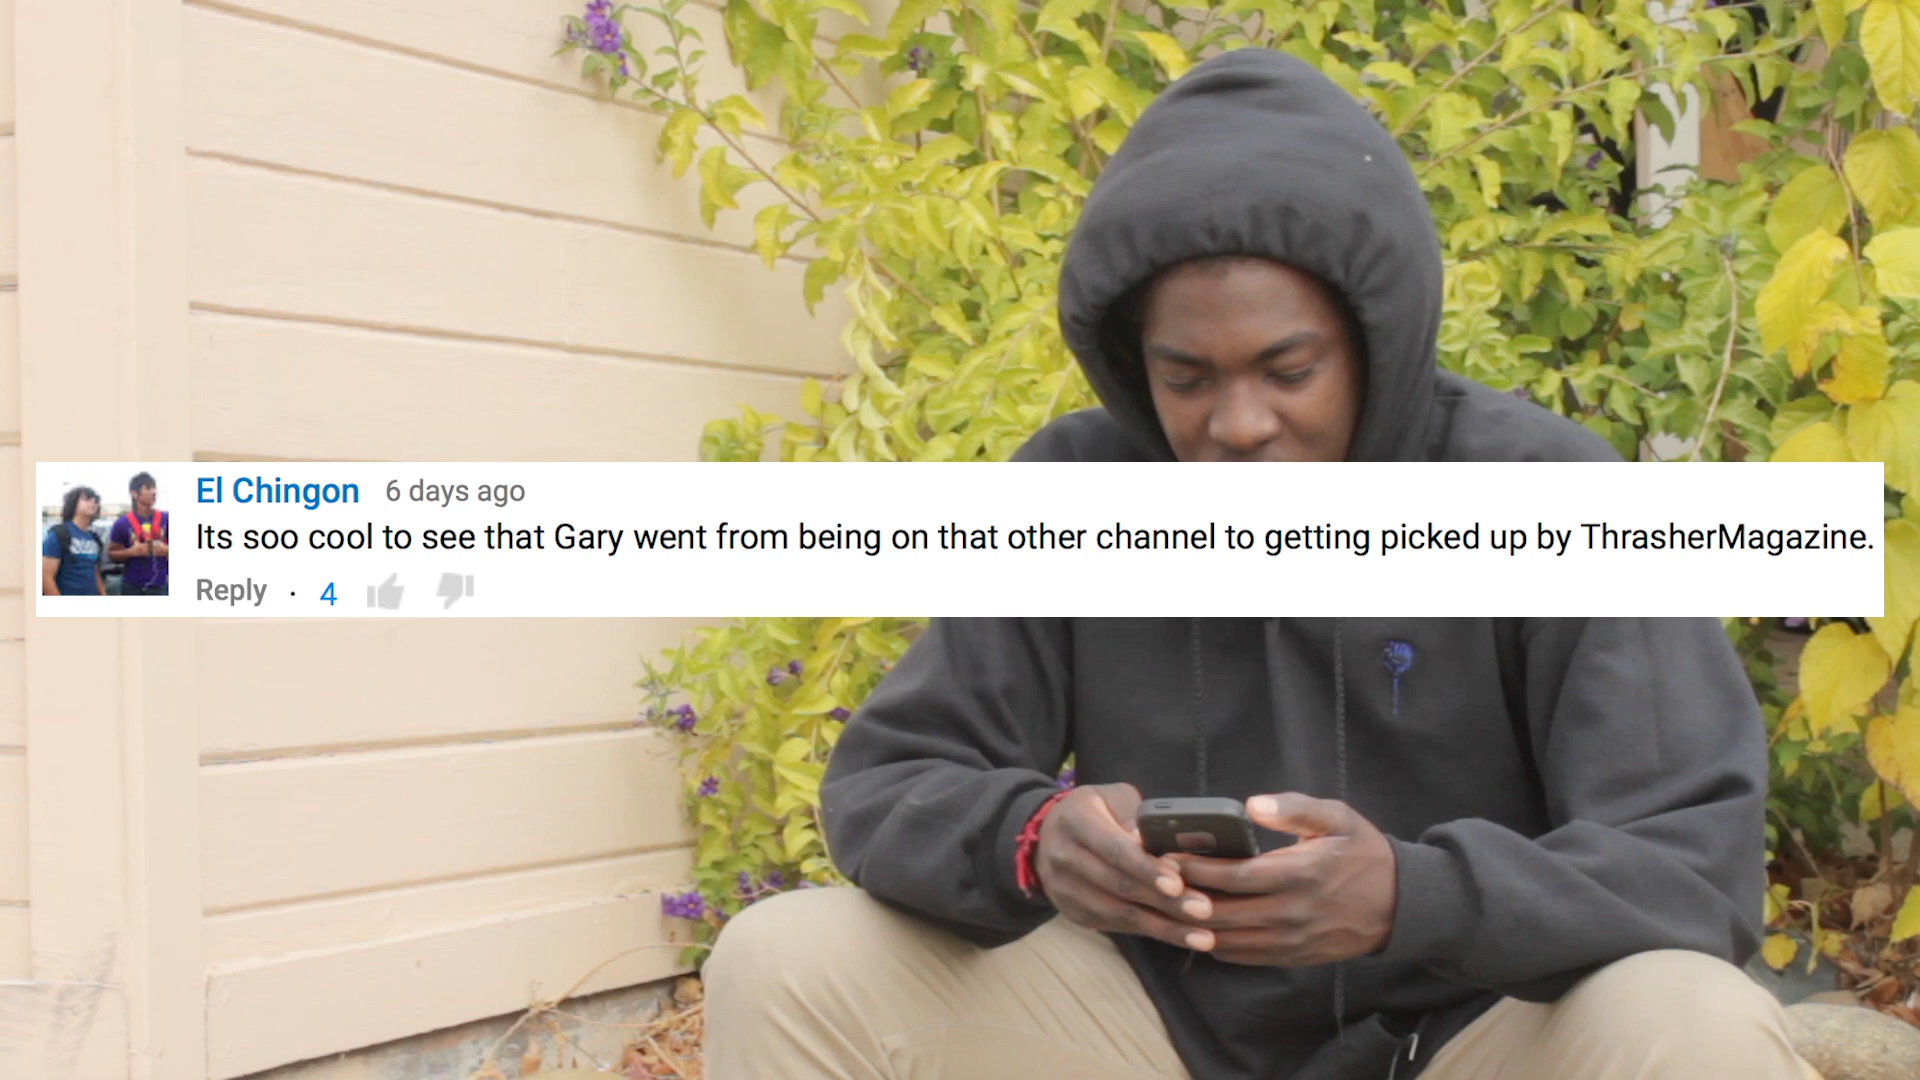 El Chingon 6 days ago
Its soo cool to see that Gary went from being on that other channel to getting picked up by ThrasherMagazine.
Reply · 4